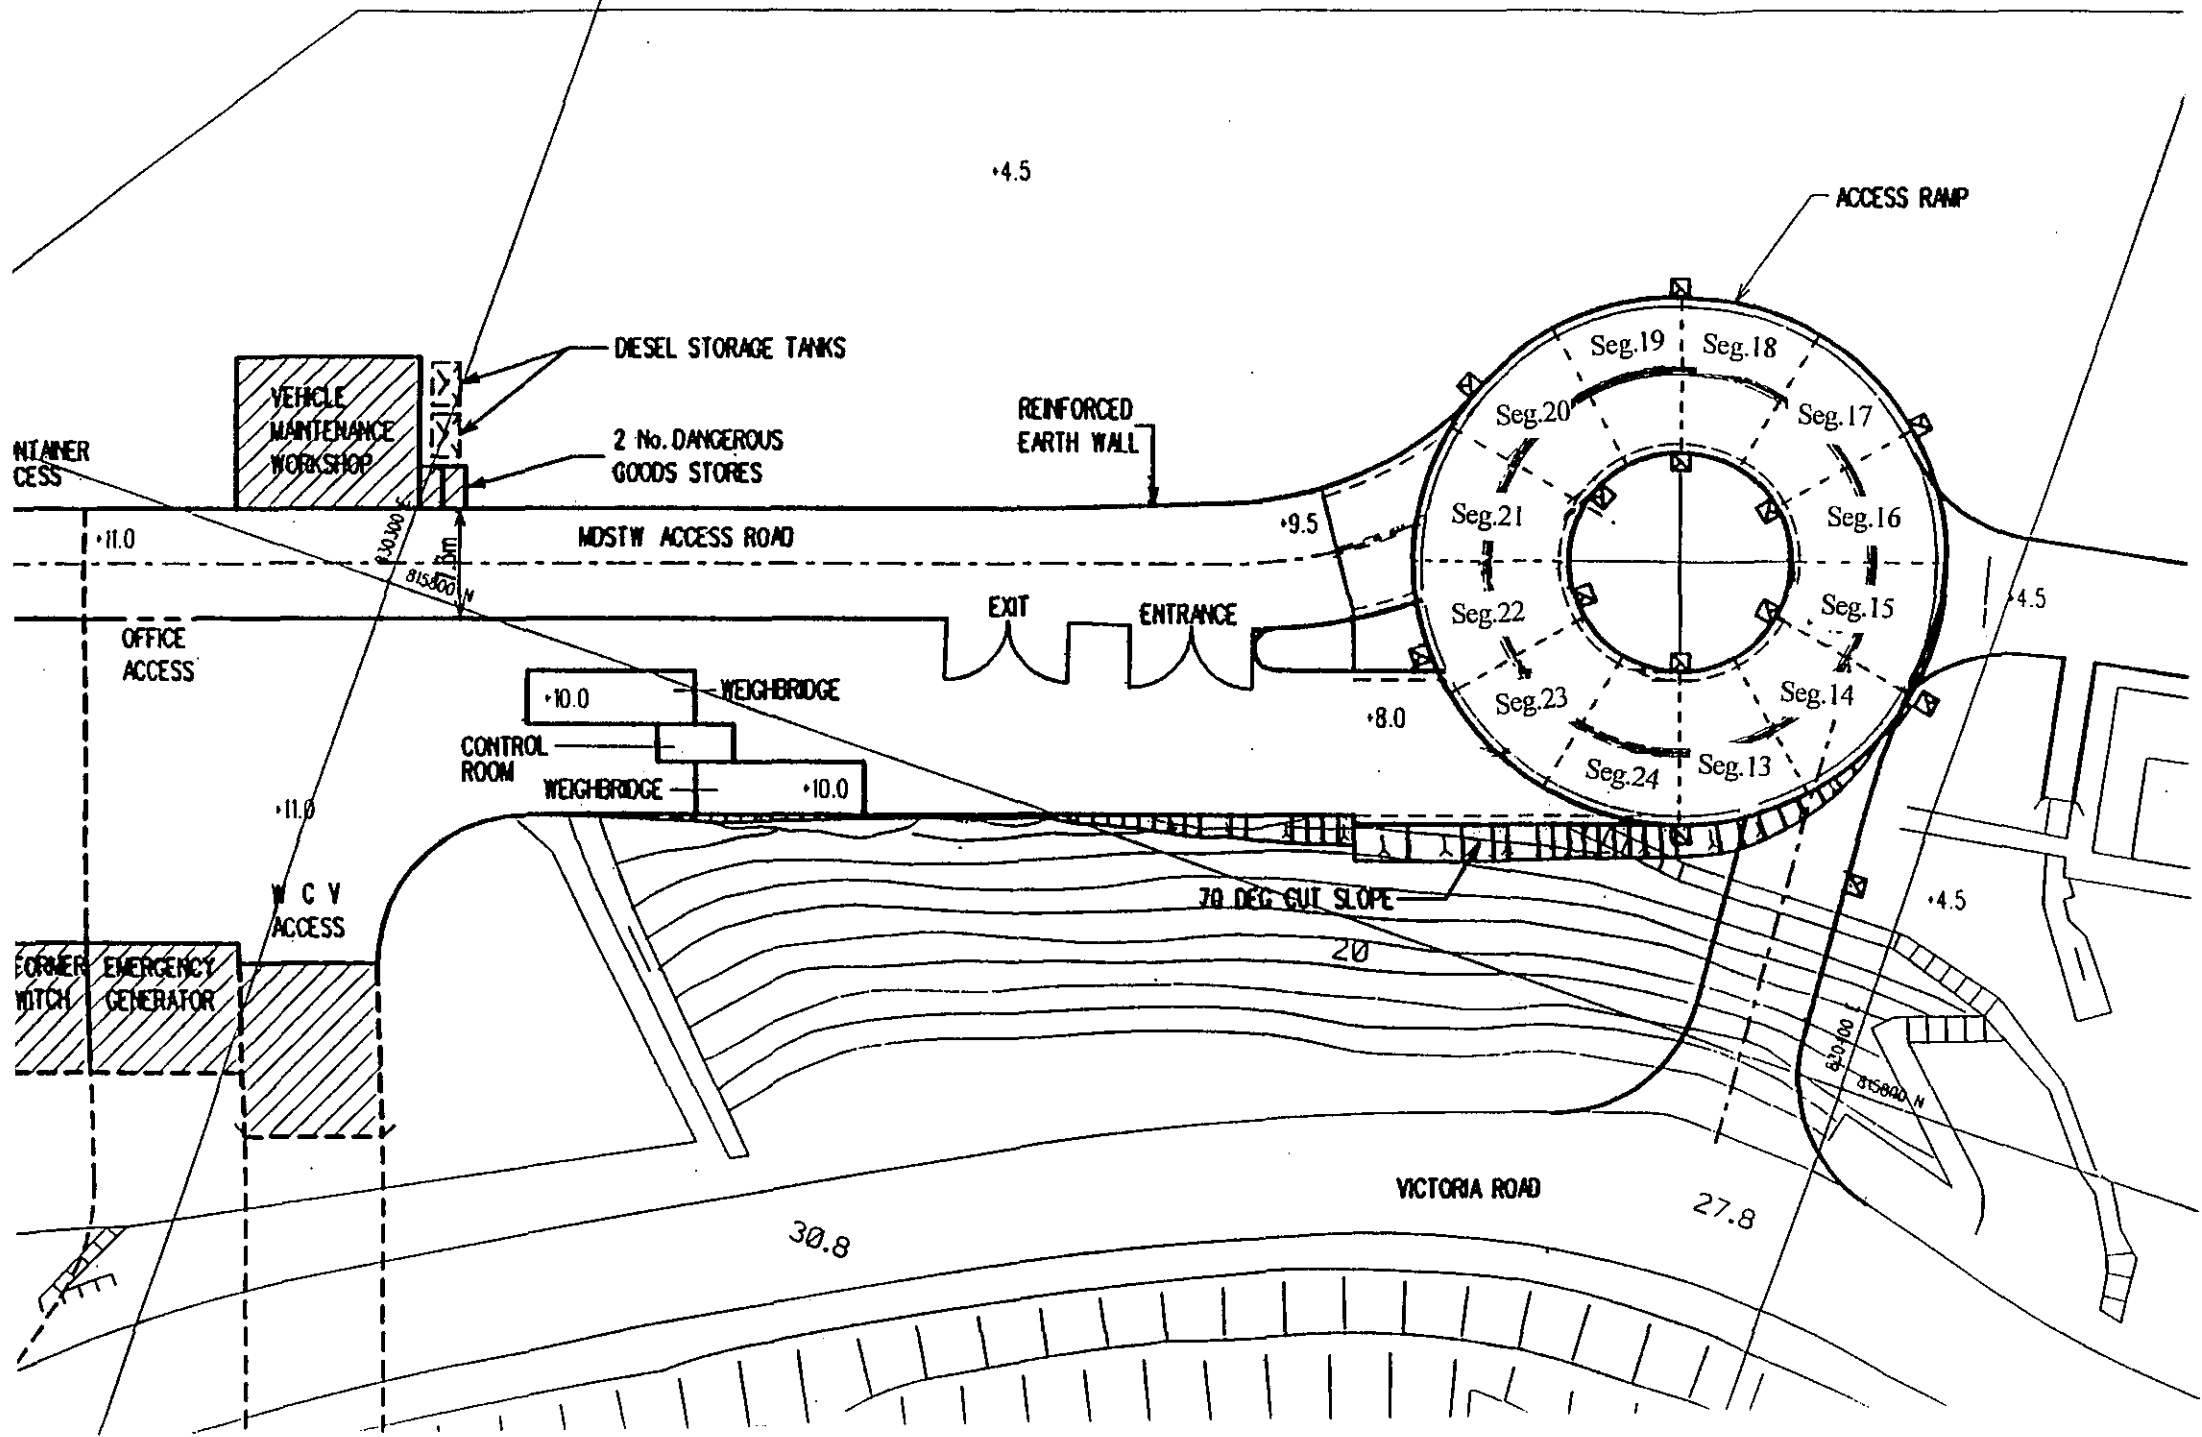 +4.5
ACCESS RAMP
DIESEL STORAGE TANKS
VEHICLE
MAINTENANCE
WORKSHOP
2 No. DANGEROUS
GOODS STORES
REINFORCED
EARTH WALL
NTAINER
CESS
Seg.19
Seg.18
Seg.20
Seg.17
Seg.21
Seg.16
Seg.22
Seg.15
Seg.23
Seg.14
Seg.24
Seg.13
+11.0
830300 E
815800 N
MDSTW ACCESS ROAD
+9.5
EXIT
ENTRANCE
+4.5
OFFICE
ACCESS
+10.0
WEIGHBRIDGE
+8.0
CONTROL
ROOM
WEIGHBRIDGE
+10.0
+11.0
W C V
ACCESS
70 DEG CUT SLOPE
+4.5
20
EMERGENCY
GENERATOR
WITCH
815800 N
VICTORIA ROAD
27.8
30.8